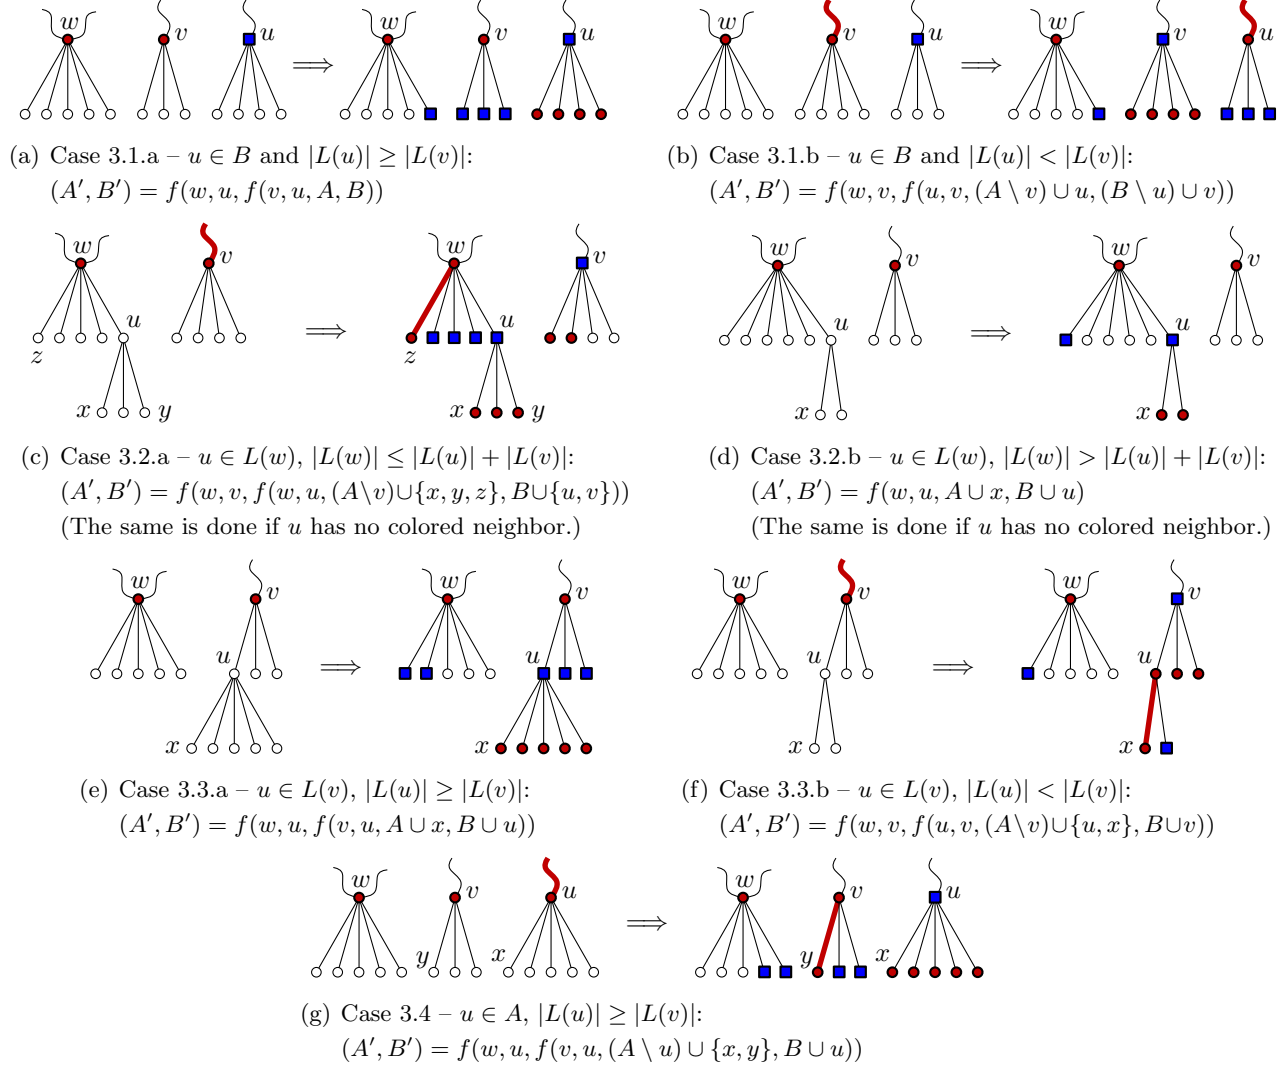 w v u ⟹ w v u
w v u ⟹ w v u
(a) Case 3.1.a – u ∈ B and |L(u)| ≥ |L(v)|:
(A′, B′) = f(w, u, f(v, u, A, B))
(b) Case 3.1.b – u ∈ B and |L(u)| < |L(v)|:
(A′, B′) = f(w, v, f(u, v, (A \ v) ∪ u, (B \ u) ∪ v))
w v ⟹ w v
u u
z z
x y x y
w v ⟹ w v
u u
x x
(c) Case 3.2.a – u ∈ L(w), |L(w)| ≤ |L(u)| + |L(v)|:
(A′, B′) = f(w, v, f(w, u, (A\v)∪{x, y, z}, B∪{u, v}))
(The same is done if u has no colored neighbor.)
(d) Case 3.2.b – u ∈ L(w), |L(w)| > |L(u)| + |L(v)|:
(A′, B′) = f(w, u, A ∪ x, B ∪ u)
(The same is done if u has no colored neighbor.)
w v ⟹ w v
u u
x x
w v ⟹ w v
u u
x x
(e) Case 3.3.a – u ∈ L(v), |L(u)| ≥ |L(v)|:
(A′, B′) = f(w, u, f(v, u, A ∪ x, B ∪ u))
(f) Case 3.3.b – u ∈ L(v), |L(u)| < |L(v)|:
(A′, B′) = f(w, v, f(u, v, (A\v)∪{u, x}, B∪v))
w v u ⟹ w v u
y x y x
(g) Case 3.4 – u ∈ A, |L(u)| ≥ |L(v)|:
(A′, B′) = f(w, u, f(v, u, (A \ u) ∪ {x, y}, B ∪ u))